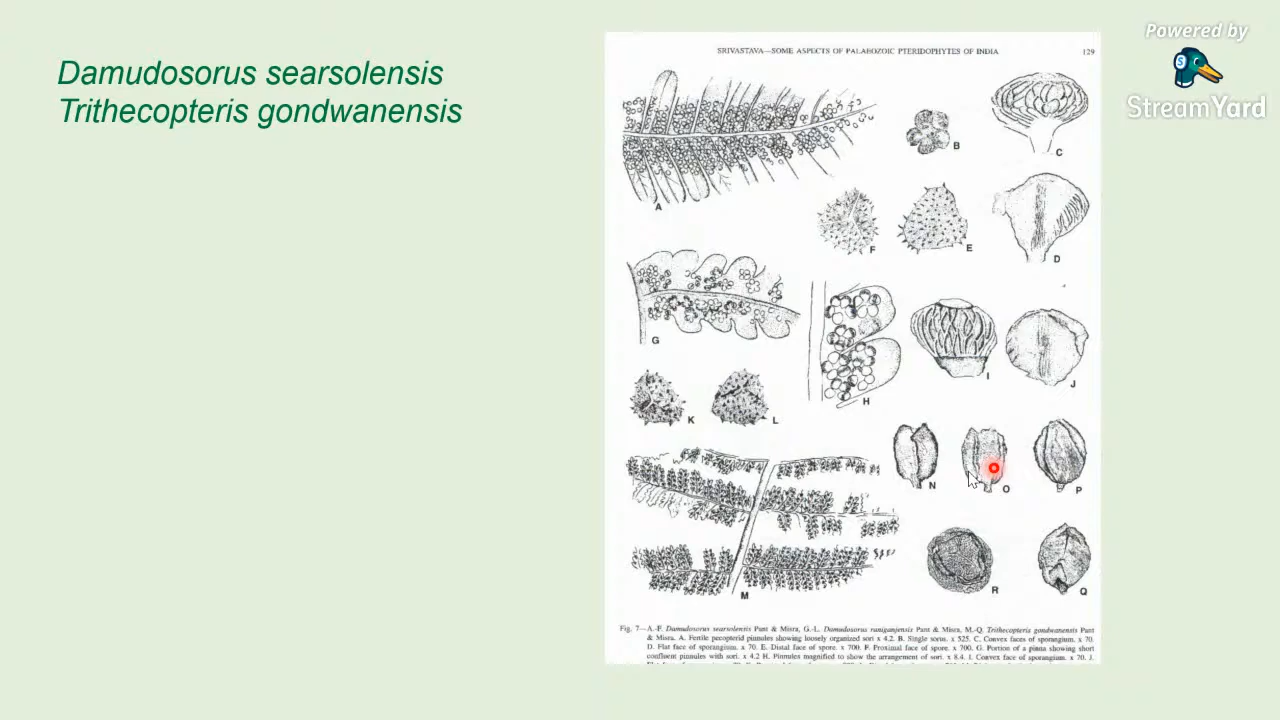 Damudosorus searsolensis
Trithecopteris gondwanensis
Powered by
StreamYard
SRIVASTAVA—SOME ASPECTS OF PALAEOZOIC PTERIDOPHYTES OF INDIA 129
A
B
C
F
E
D
G
H
I
J
K
L
N
O
P
M
R
Q
Fig. 7—A.-F. Damudosorus searsolensis Pant & Misra, G.-L. Damudosorus raniganjensis Pant & Misra, M.-Q. Trithecopteris gondwanensis Pant
& Misra. A. Fertile pecopterid pinnules showing loosely organized sori x 4.2. B. Single sorus. x 525. C. Convex faces of sporangium. x 70.
D. Flat face of sporangium. x 70. E. Distal face of spore. x 700. F. Proximal face of spore. x 700. G. Portion of a pinna showing short
confluent pinnules with sori. x 4.2 H. Pinnules magnified to show the arrangement of sori. x 8.4. I. Convex face of sporangium. x 70. J.